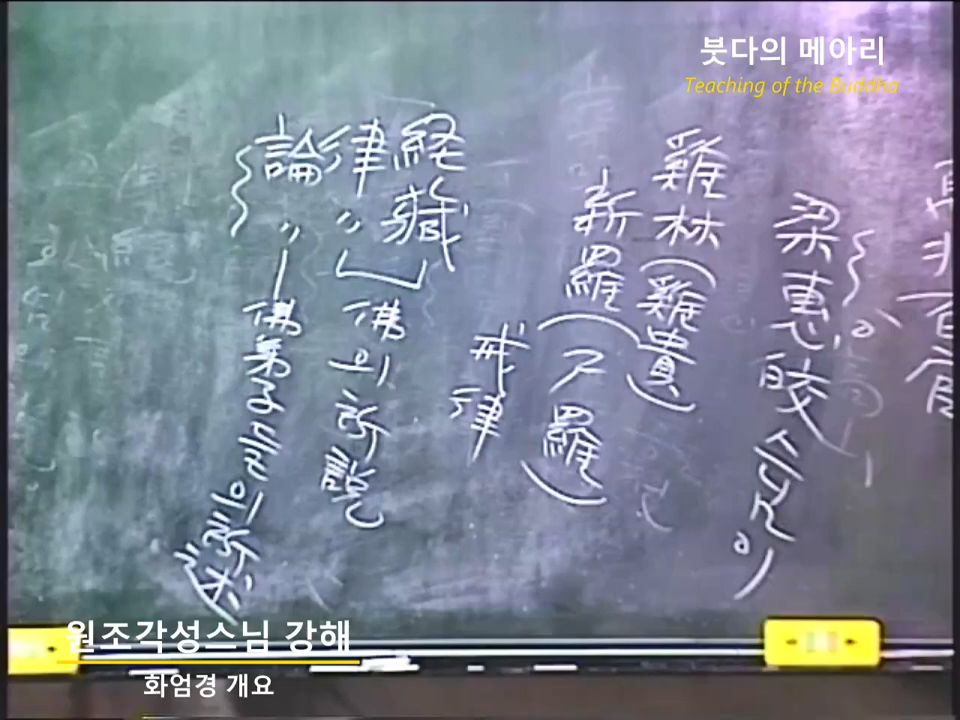 붓다의 메아리
Teaching of the Buddha
梁惠皎스님이
雞林(雞貴)
新羅(尸羅)
戒律
経藏
律〃
論〃
佛의 所說
佛弟子들의 所述
원조각성스님 강해
화엄경 개요